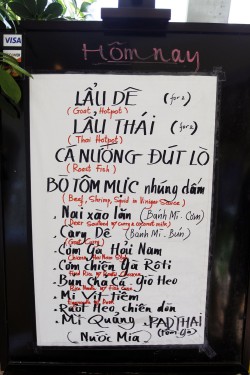 VISA
Hôm nay
LẨU DÊ (for 2)
(Goat Hotpot)
LẨU THÁI (for 2)
(Thai Hotpot)
CÁ NƯỚNG ĐÚT LÒ
(Roast Fish)
BÒ TÔM MỰC nhúng dấm
(Beef, Shrimp, Squid in Vinegar Sauce)
. Nai xào lăn (Bánh Mì - Cơm)
. Cary Dê (Bánh Mì - Bún)
(Goat Curry)
. Cơm Gà Hải Nam
. Cơm chiên Gà Rôti
. Bún Chả Cá - Giò Heo
. Mì Vịt Tiềm
. Ruột Heo chiên dòn
. Mì Quảng PAD THAI
(Nước Mía)